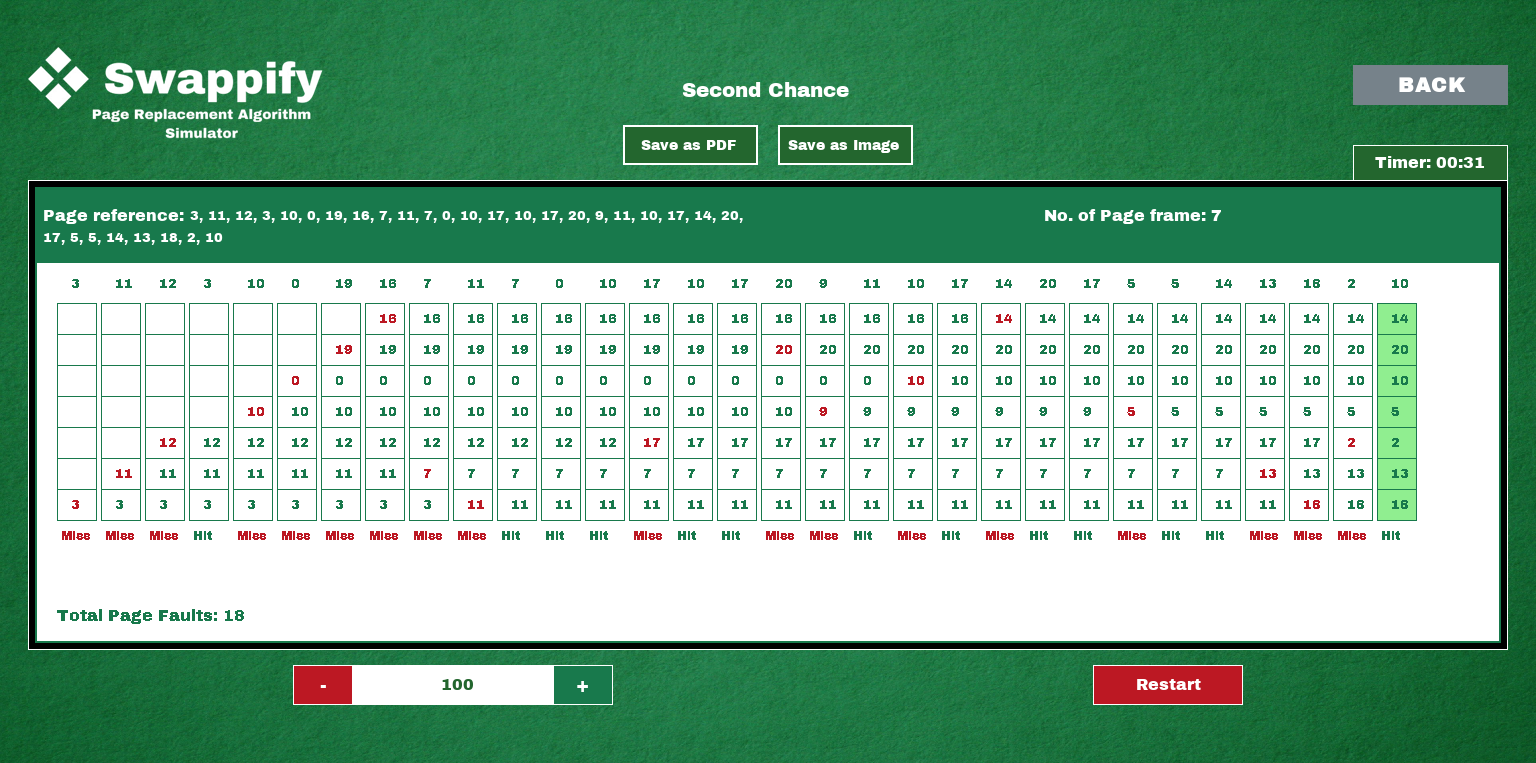 Swappify
Page Replacement Algorithm
Simulator
Second Chance
BACK
Save as PDF
Save as Image
Timer: 00:31
Page reference: 3, 11, 12, 3, 10, 0, 19, 16, 7, 11, 7, 0, 10, 17, 10, 17, 20, 9, 11, 10, 17, 14, 20,
17, 5, 5, 14, 13, 18, 2, 10
No. of Page frame: 7
3 11 12 3 10 0 19 16 7 11 7 0 10 17 10 17 20 9 11 10 17 14 20 17 5 5 14 13 18 2 10
16 16 16 16 16 16 16 16 16 16 16 16 16 16 14 14 14 14 14 14 14 14 14 14
19 19 19 19 19 19 19 19 19 19 20 20 20 20 20 20 20 20 20 20 20 20 20 20 20
0 0 0 0 0 0 0 0 0 0 0 0 0 0 10 10 10 10 10 10 10 10 10 10 10 10
10 10 10 10 10 10 10 10 10 10 10 10 10 9 9 9 9 9 9 9 5 5 5 5 5 5 5
12 12 12 12 12 12 12 12 12 12 12 17 17 17 17 17 17 17 17 17 17 17 17 17 17 17 17 2 2
11 11 11 11 11 11 11 7 7 7 7 7 7 7 7 7 7 7 7 7 7 7 7 7 7 7 13 13 13 13
3 3 3 3 3 3 3 3 3 11 11 11 11 11 11 11 11 11 11 11 11 11 11 11 11 11 11 11 18 18 18
Miss Miss Miss Hit Miss Miss Miss Miss Miss Miss Hit Hit Hit Miss Hit Hit Miss Miss Hit Miss Hit Miss Hit Hit Miss Hit Hit Miss Miss Miss Hit
Total Page Faults: 18
- 100 +
Restart